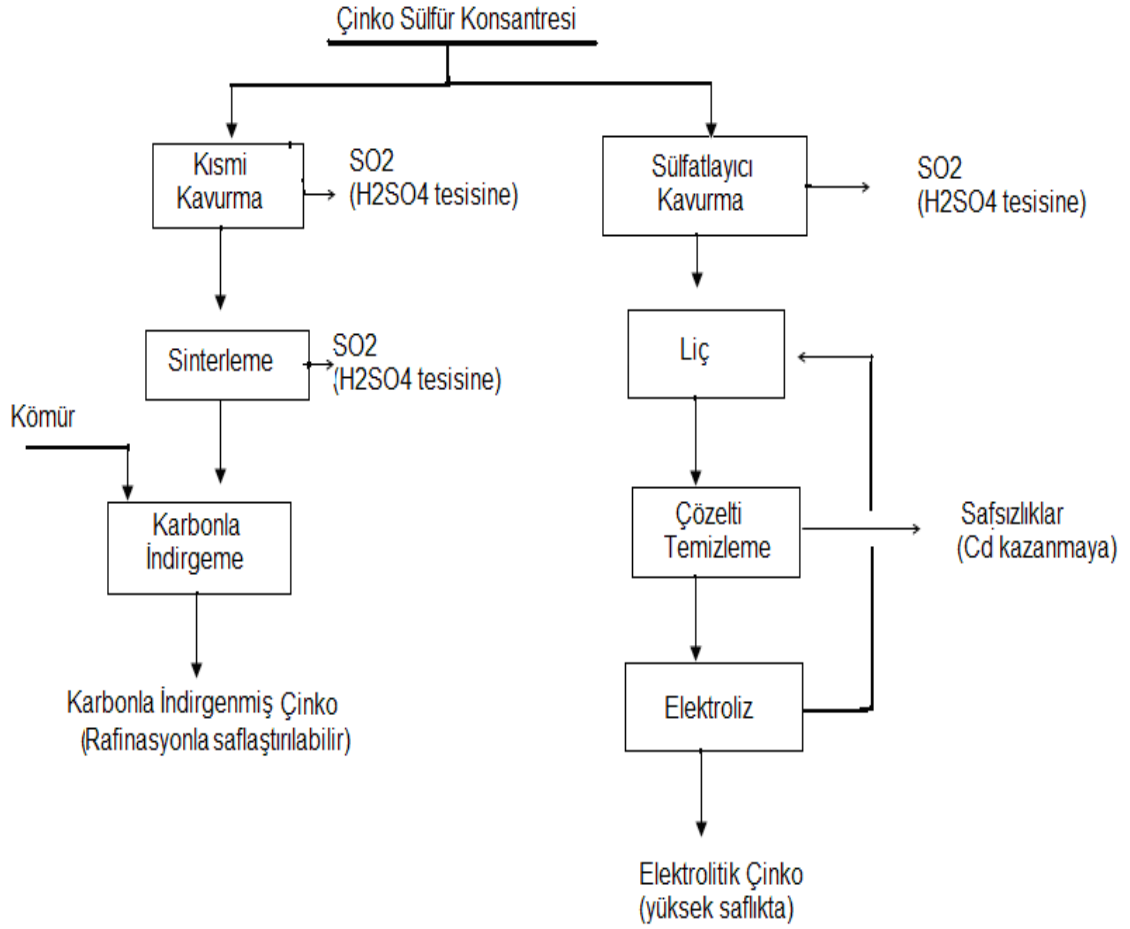 Çinko Sülfür Konsantresi
Kısmi
Kavurma
SO2
(H2SO4 tesisine)
Sülfatlayıcı
Kavurma
SO2
(H2SO4 tesisine)
Sinterleme
SO2
(H2SO4 tesisine)
Liç
Kömür
Karbonla
İndirgeme
Çözelti
Temizleme
Safsızlıklar
(Cd kazanmaya)
Karbonla İndirgenmiş Çinko
(Rafinasyonla saflaştırılabilir)
Elektroliz
Elektrolitik Çinko
(yüksek saflıkta)